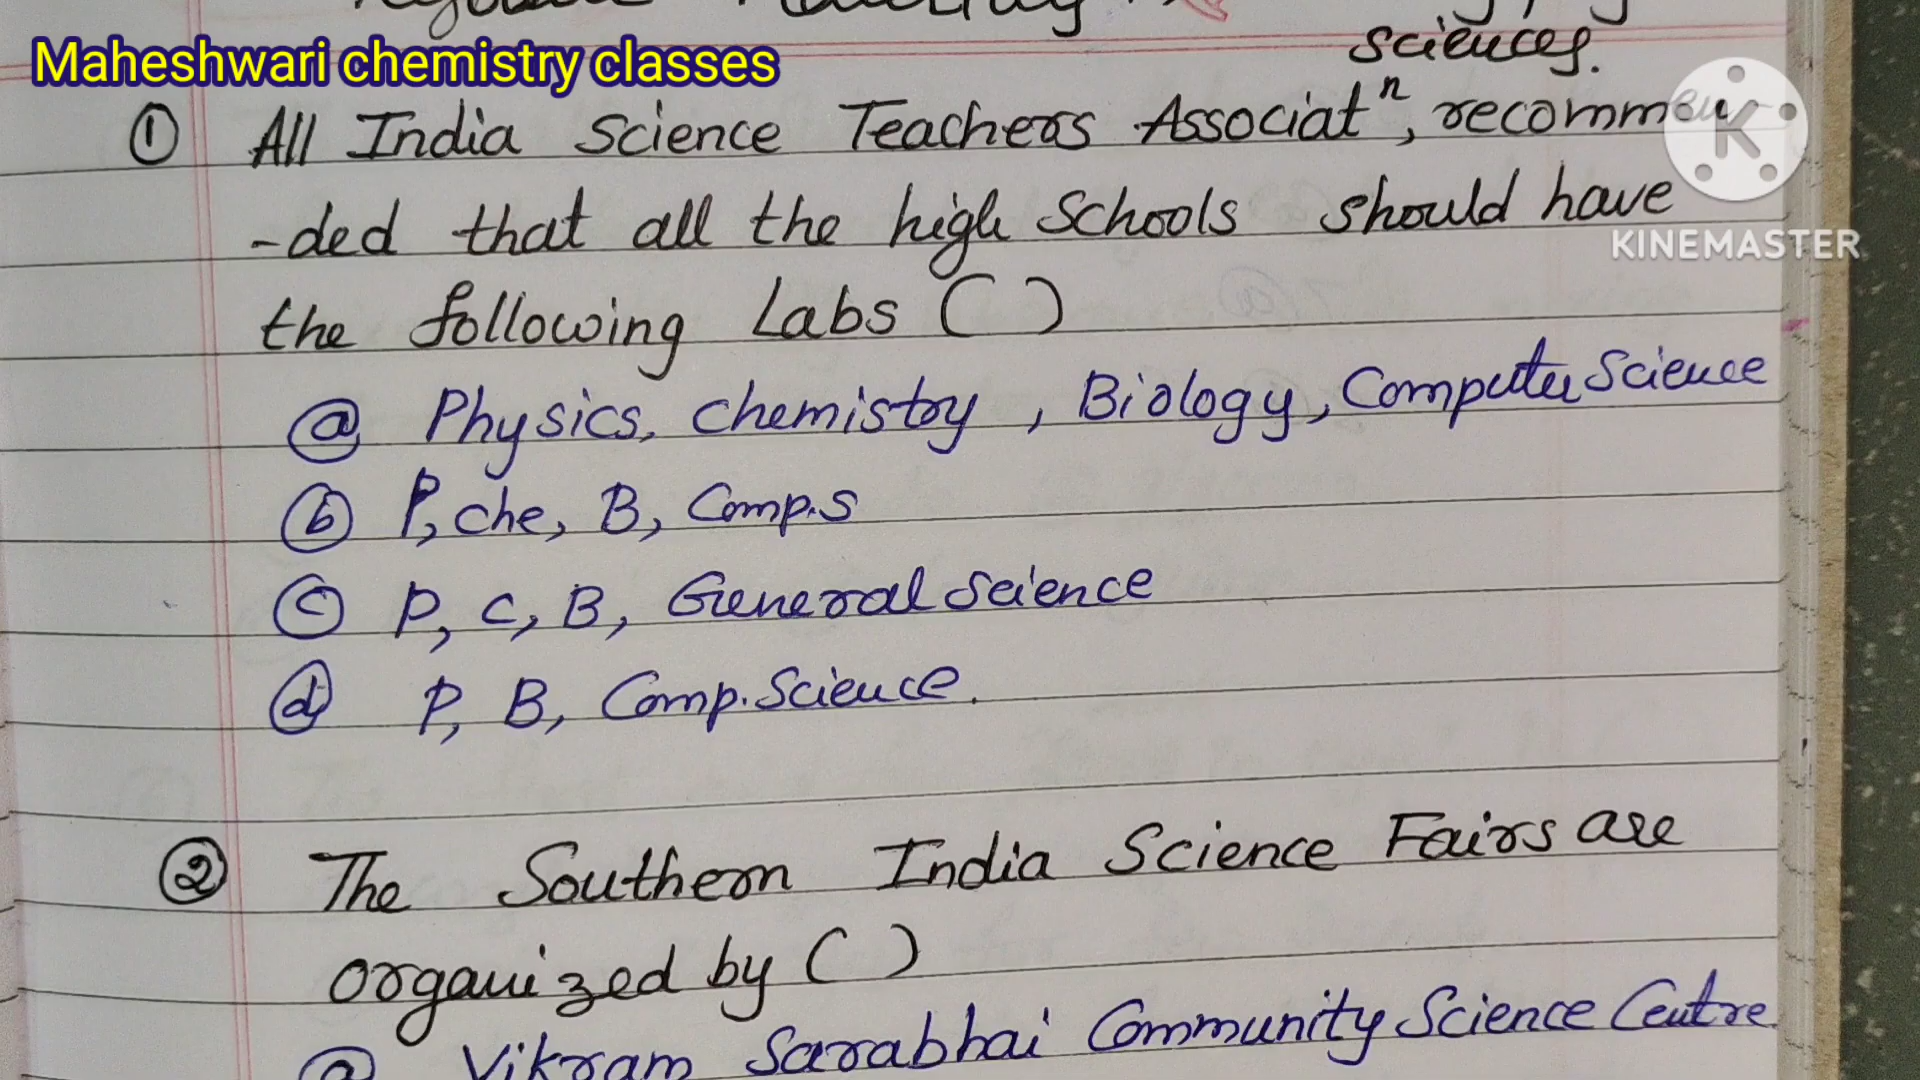 sciences.
Maheshwari chemistry classes
① All India Science Teachers Associatⁿ, recommen
-ded that all the high Schools should have
KINEMASTER
the following Labs ( )
ⓐ Physics, chemistry, Biology, Computer Science
ⓑ P, che, B, Comp.S
ⓒ P, C, B, General Science
ⓓ P, B, Comp. Science.
② The Southern India Science Fairs are
organized by ( )
ⓐ Vikram Sarabhai Community Science Centre